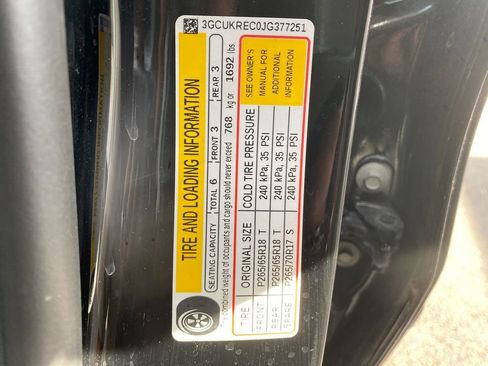 3GCUKREC0JG377251
TIRE AND LOADING INFORMATION
SEATING CAPACITY TOTAL 6 FRONT 3 REAR 3
combined weight of occupants and cargo should never exceed 768 kg or 1692 lbs.
TIRE ORIGINAL SIZE COLD TIRE PRESSURE
FRONT P265/65R18 T 240 kPa, 35 PSI
REAR P265/65R18 T 240 kPa, 35 PSI
SPARE P265/70R17 S 240 kPa, 35 PSI
SEE OWNER'S
MANUAL FOR
ADDITIONAL
INFORMATION